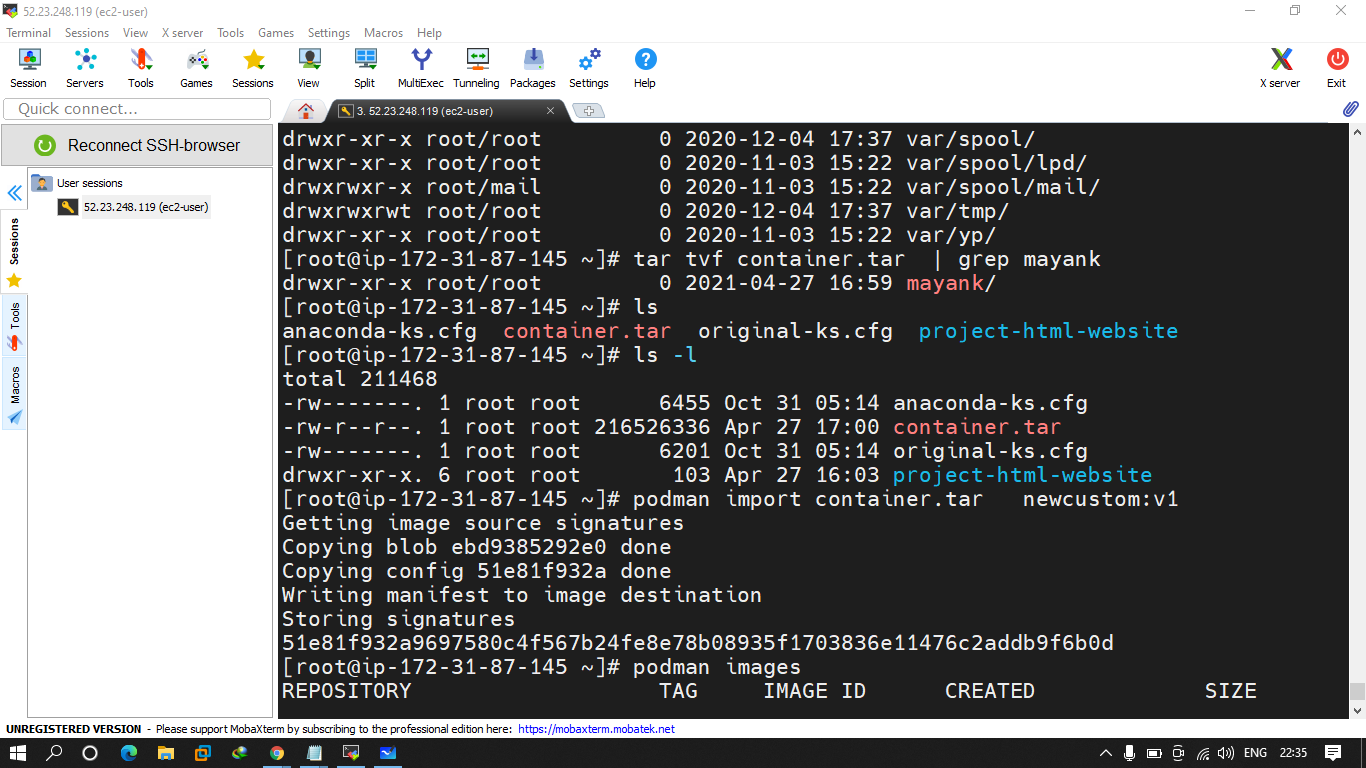 52.23.248.119 (ec2-user)
Terminal Sessions View X server Tools Games Settings Macros Help
Session Servers Tools Games Sessions View Split MultiExec Tunneling Packages Settings Help X server Exit
Quick connect...
3. 52.23.248.119 (ec2-user)
Reconnect SSH-browser
User sessions
52.23.248.119 (ec2-user)
Sessions
Tools
Macros
drwxr-xr-x root/root         0 2020-12-04 17:37 var/spool/
drwxr-xr-x root/root         0 2020-11-03 15:22 var/spool/lpd/
drwxrwxr-x root/mail         0 2020-11-03 15:22 var/spool/mail/
drwxrwxrwt root/root         0 2020-12-04 17:37 var/tmp/
drwxr-xr-x root/root         0 2020-11-03 15:22 var/yp/
[root@ip-172-31-87-145 ~]# tar tvf container.tar  | grep mayank
drwxr-xr-x root/root         0 2021-04-27 16:59 mayank/
[root@ip-172-31-87-145 ~]# ls
anaconda-ks.cfg  container.tar  original-ks.cfg  project-html-website
[root@ip-172-31-87-145 ~]# ls -l
total 211468
-rw-------. 1 root root      6455 Oct 31 05:14 anaconda-ks.cfg
-rw-r--r--. 1 root root 216526336 Apr 27 17:00 container.tar
-rw-------. 1 root root      6201 Oct 31 05:14 original-ks.cfg
drwxr-xr-x. 6 root root       103 Apr 27 16:03 project-html-website
[root@ip-172-31-87-145 ~]# podman import container.tar   newcustom:v1
Getting image source signatures
Copying blob ebd9385292e0 done
Copying config 51e81f932a done
Writing manifest to image destination
Storing signatures
51e81f932a9697580c4f567b24fe8e78b08935f1703836e11476c2addb9f6b0d
[root@ip-172-31-87-145 ~]# podman images
REPOSITORY                   TAG     IMAGE ID      CREATED             SIZE
UNREGISTERED VERSION - Please support MobaXterm by subscribing to the professional edition here: https://mobaxterm.mobatek.net
ENG 22:35